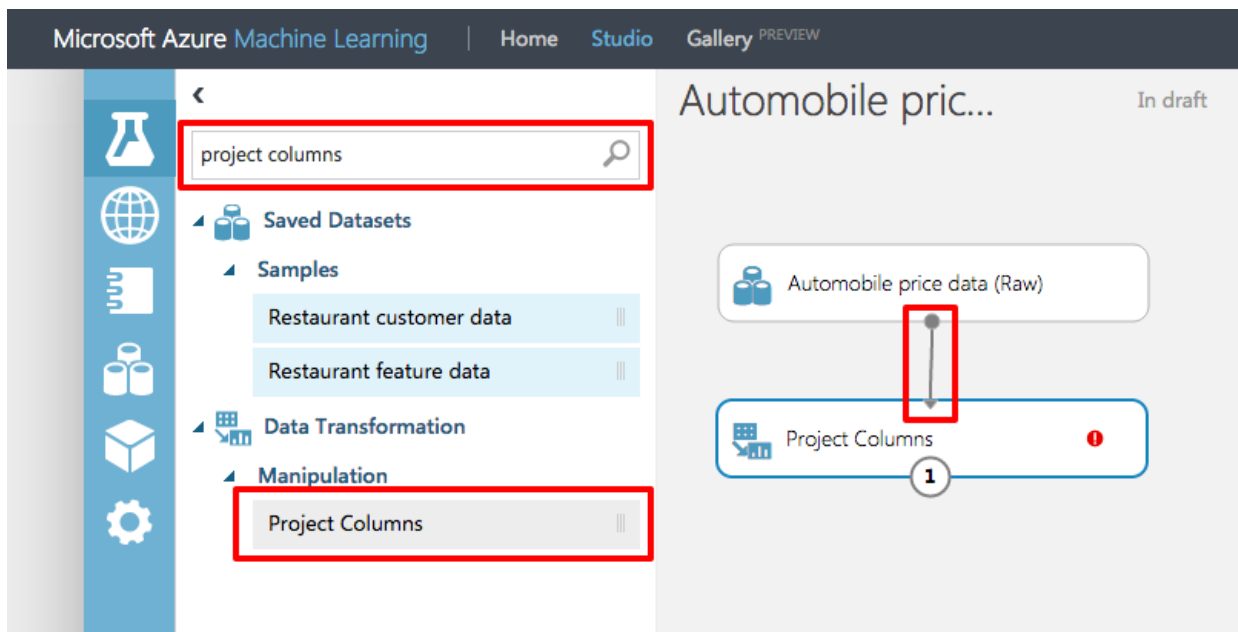 Microsoft Azure Machine Learning | Home Studio Gallery PREVIEW
project columns
Saved Datasets
Samples
Restaurant customer data
Restaurant feature data
Data Transformation
Manipulation
Project Columns
Automobile pric... In draft
Automobile price data (Raw)
Project Columns
1